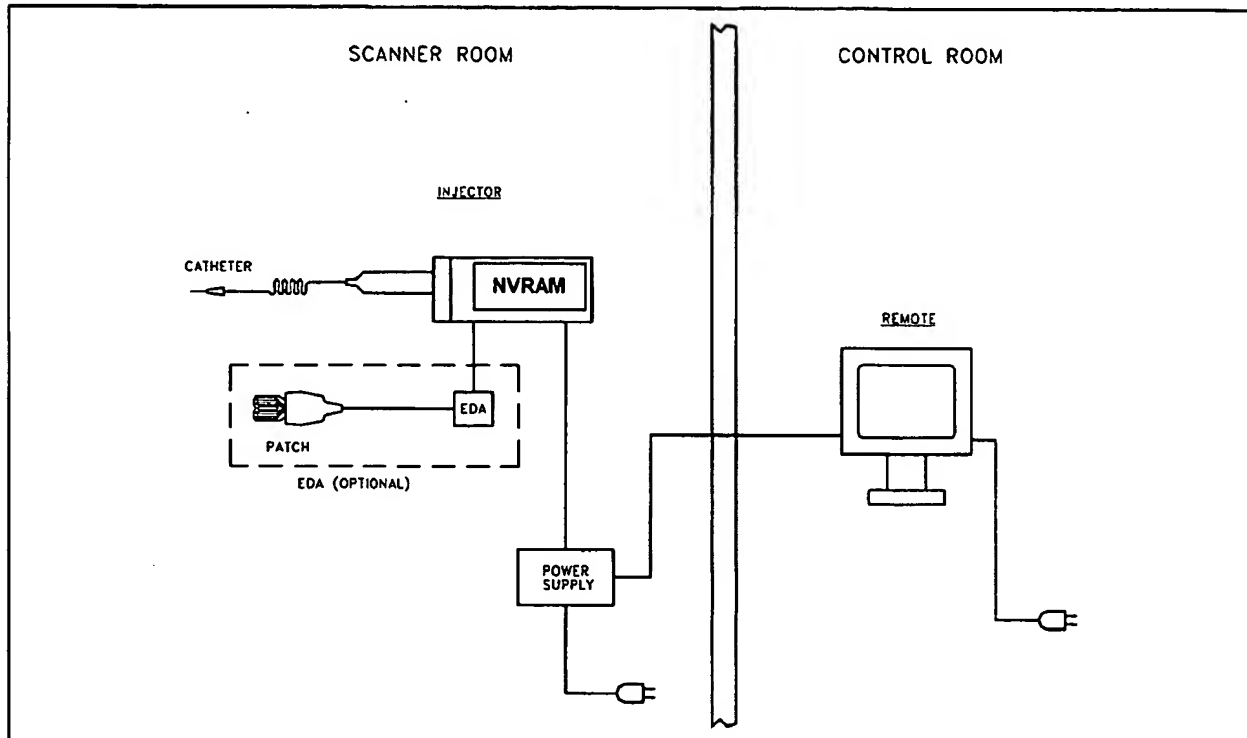 SCANNER ROOM
CONTROL ROOM
INJECTOR
CATHETER
NVRAM
REMOTE
EDA
PATCH
EDA (OPTIONAL)
POWER
SUPPLY